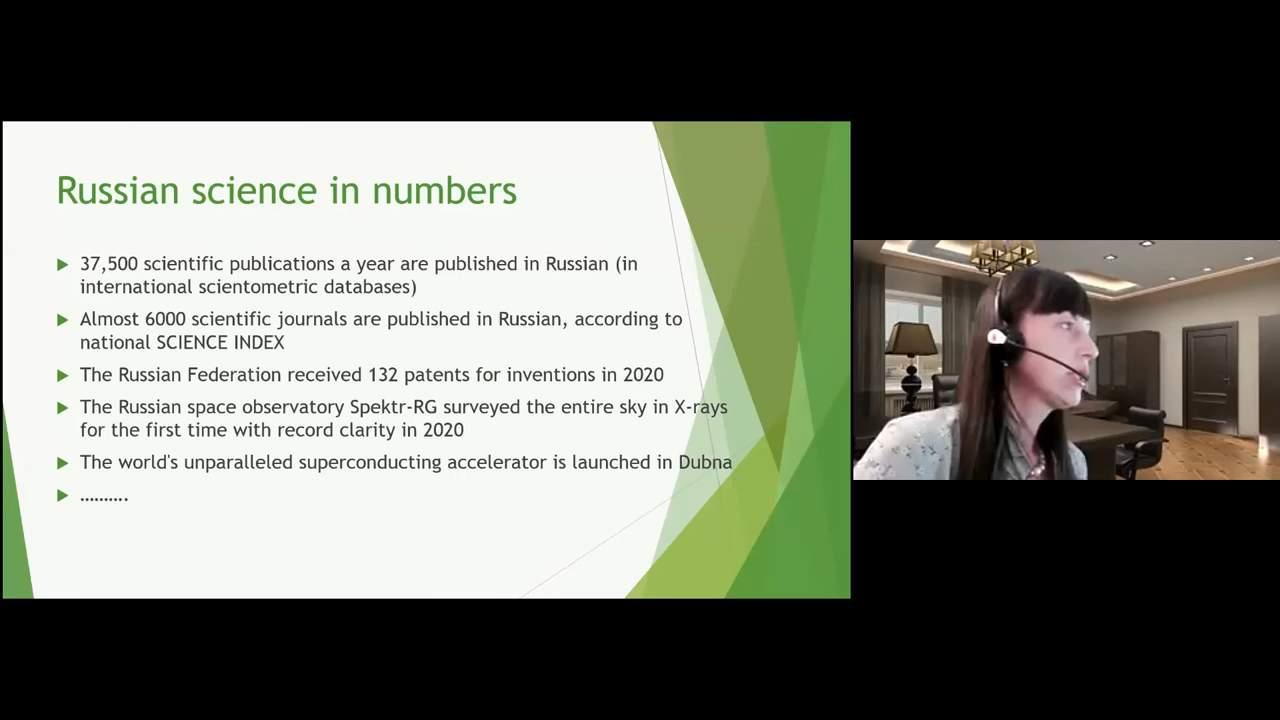 Russian science in numbers
37,500 scientific publications a year are published in Russian (in
international scientometric databases)
Almost 6000 scientific journals are published in Russian, according to
national SCIENCE INDEX
The Russian Federation received 132 patents for inventions in 2020
The Russian space observatory Spektr-RG surveyed the entire sky in X-rays
for the first time with record clarity in 2020
The world's unparalleled superconducting accelerator is launched in Dubna
……….